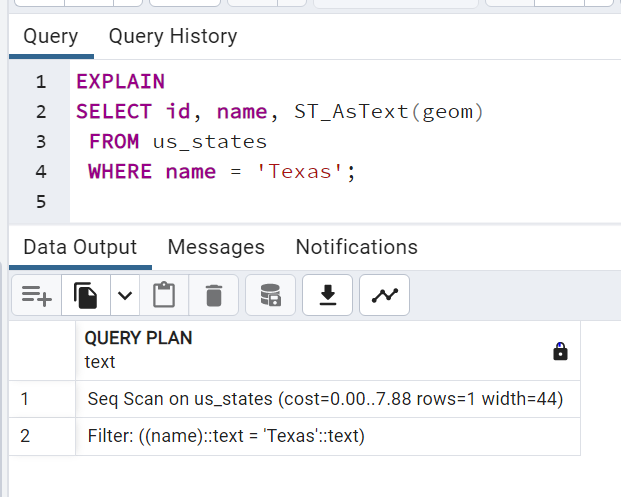 Query Query History
1 EXPLAIN
2 SELECT id, name, ST_AsText(geom)
3 FROM us_states
4 WHERE name = 'Texas';
5
Data Output Messages Notifications
QUERY PLAN
text
1 Seq Scan on us_states (cost=0.00..7.88 rows=1 width=44)
2 Filter: ((name)::text = 'Texas'::text)